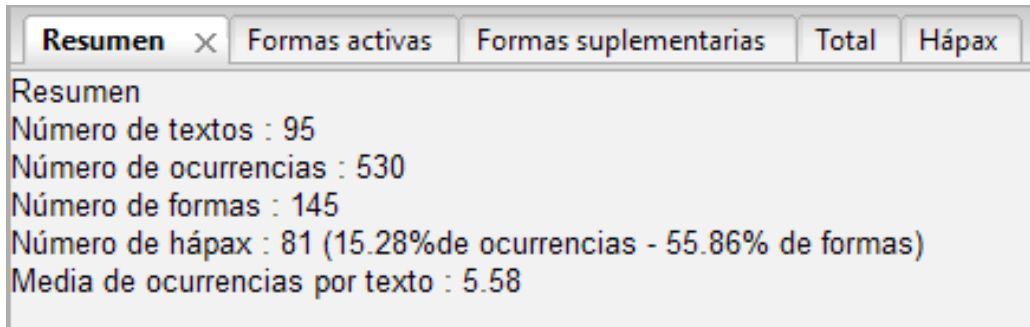 Resumen Formas activas Formas suplementarias Total Hápax
Resumen
Número de textos : 95
Número de ocurrencias : 530
Número de formas : 145
Número de hápax : 81 (15.28%de ocurrencias - 55.86% de formas)
Media de ocurrencias por texto : 5.58